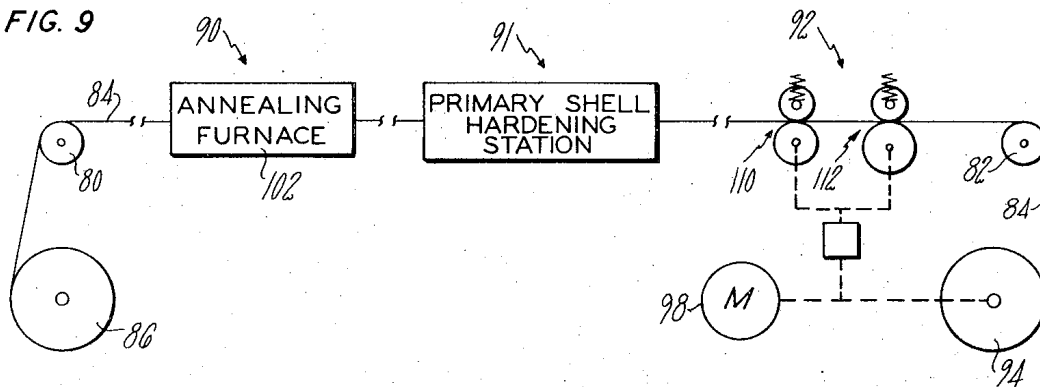 FIG. 9
90
91
92
84
ANNEALING
FURNACE
PRIMARY SHELL
HARDENING
STATION
80
102
110
112
82
84
98
M
86
94